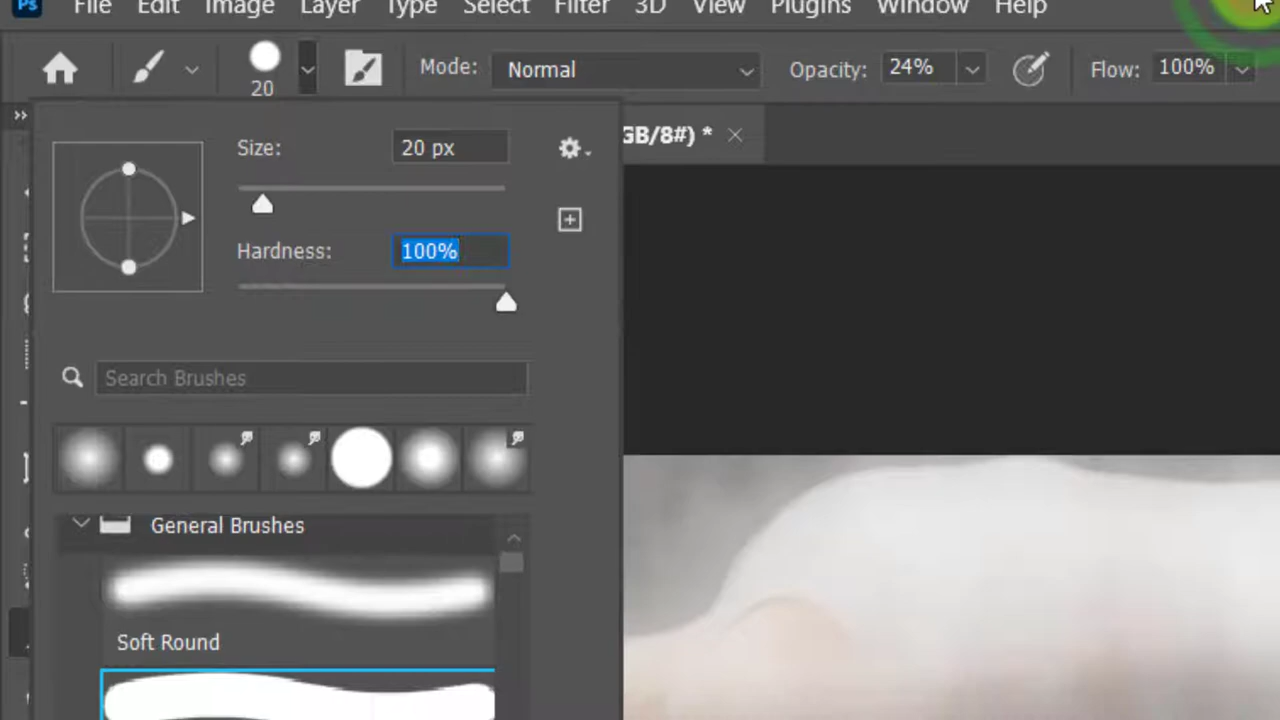 Ps File Edit Image Layer Type Select Filter 3D View Plugins Window Help
20 Mode: Normal Opacity: 24% Flow: 100%
GB/8#) *
Size: 20 px
Hardness: 100%
Search Brushes
General Brushes
Soft Round